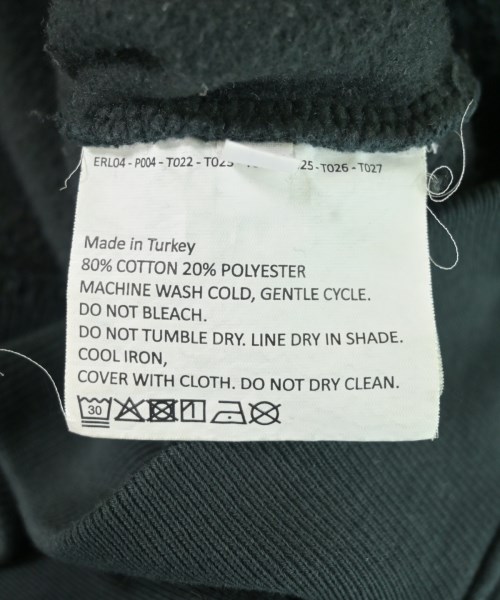 ERL04 - P004 - T022 - T025 25 - T026 - T027
Made in Turkey
80% COTTON 20% POLYESTER
MACHINE WASH COLD, GENTLE CYCLE.
DO NOT BLEACH.
DO NOT TUMBLE DRY. LINE DRY IN SHADE.
COOL IRON,
COVER WITH CLOTH. DO NOT DRY CLEAN.
30